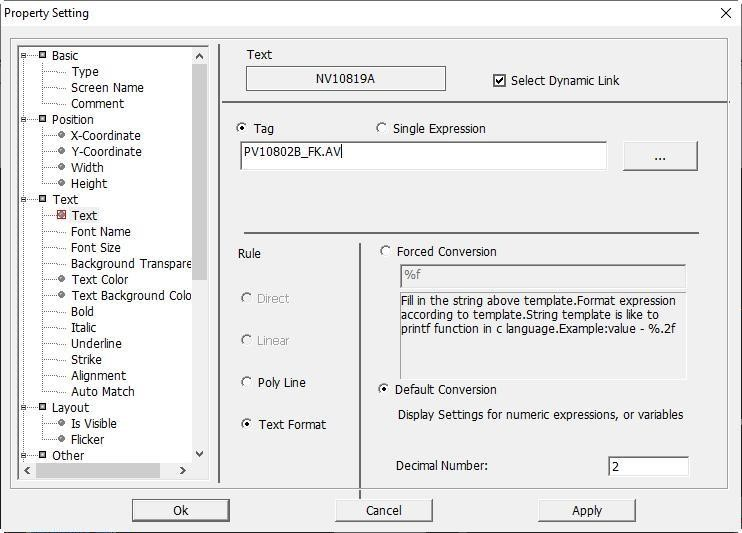 Property Setting
Basic
Type
Screen Name
Comment
Position
X-Coordinate
Y-Coordinate
Width
Height
Text
Text
Font Name
Font Size
Background Transpare
Text Color
Text Background Colo
Bold
Italic
Underline
Strike
Alignment
Auto Match
Layout
Is Visible
Flicker
Other
Text
NV10819A
Select Dynamic Link
Tag
Single Expression
PV10802B_FK.AV
...
Rule
Direct
Linear
Poly Line
Text Format
Forced Conversion
%f
Fill in the string above template.Format expression
according to template.String template is like to
printf function in c language.Example:value - %.2f
Default Conversion
Display Settings for numeric expressions, or variables
Decimal Number:
2
Ok
Cancel
Apply